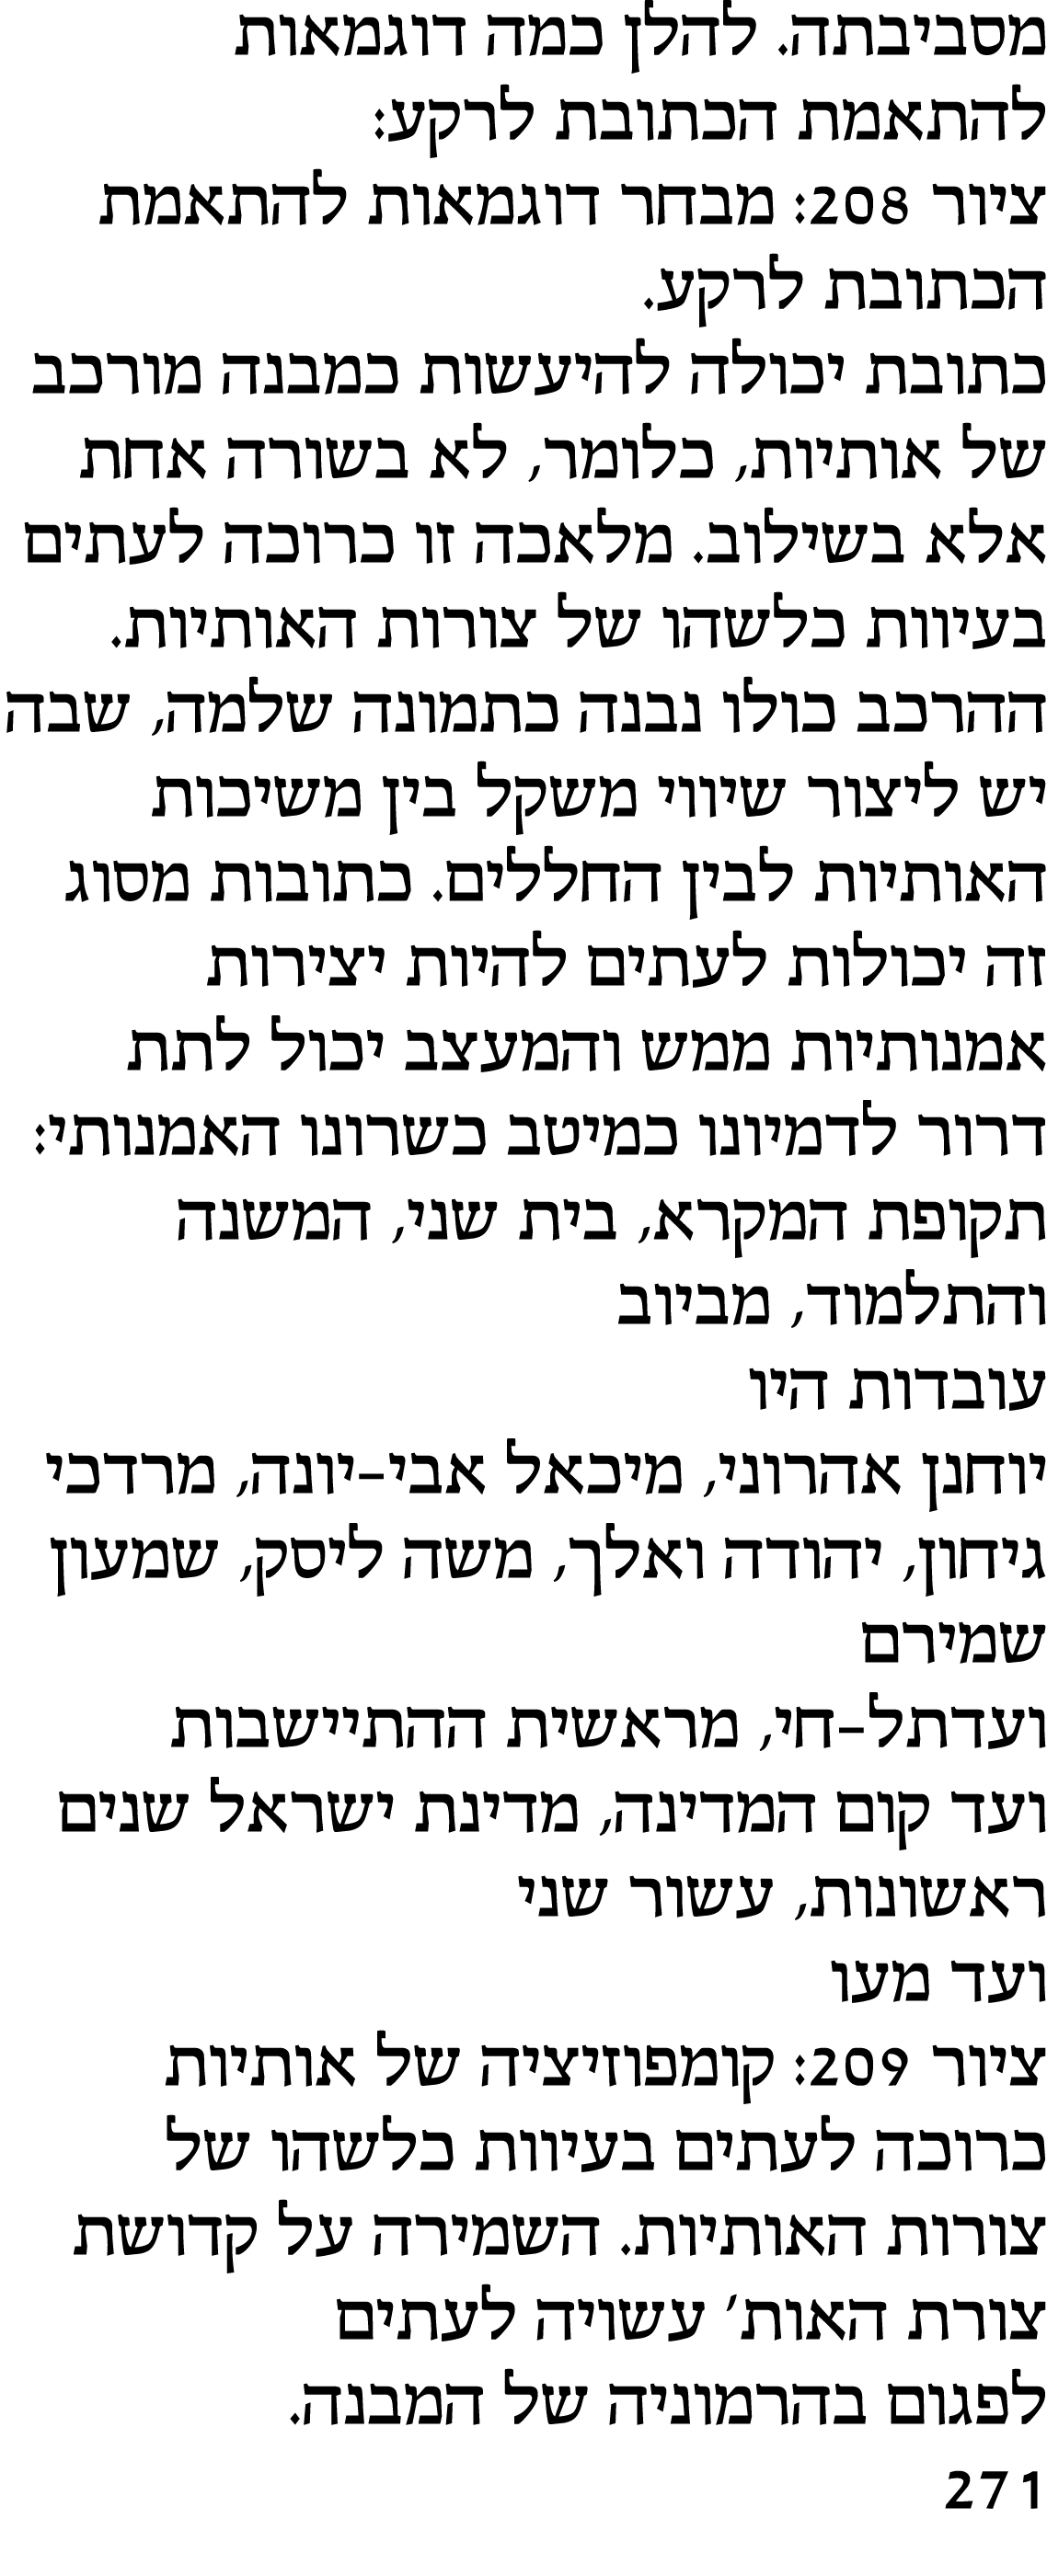 מסביבתה. להלן כמה דוגמאות
להתאמת הכתובת לרקע:
ציור 208: מבחר דוגמאות להתאמת
הכתובת לרקע.
כתובת יכולה להיעשות כמבנה מורכב
של אותיות, כלומר, לא בשורה אחת
אלא בשילוב. מלאכה זו כרוכה לעתים
בעיוות כלשהו של צורות האותיות.
ההרכב כולו נבנה כתמונה שלמה, שבה
יש ליצור שיווי משקל בין משיכות
האותיות לבין החללים. כתובות מסוג
זה יכולות לעתים להיות יצירות
אמנותיות ממש והמעצב יכול לתת
דרור לדמיונו כמיטב כשרונו האמנותי:
תקופת המקרא, בית שני, המשנה
והתלמוד, מביוב
עובדות היו
יוחנן אהרוני, מיכאל אבי-יונה, מרדכי
גיחון, יהודה ואלך, משה ליסק, שמעון
שמירם
ועדתל-חי, מראשית ההתיישבות
ועד קום המדינה, מדינת ישראל שנים
ראשונות, עשור שני
ועד מעו
ציור 209: קומפוזיציה של אותיות
כרוכה לעתים בעיוות כלשהו של
צורות האותיות. השמירה על קדושת
צורת האות' עשויה לעתים
לפגום בהרמוניה של המבנה.
271